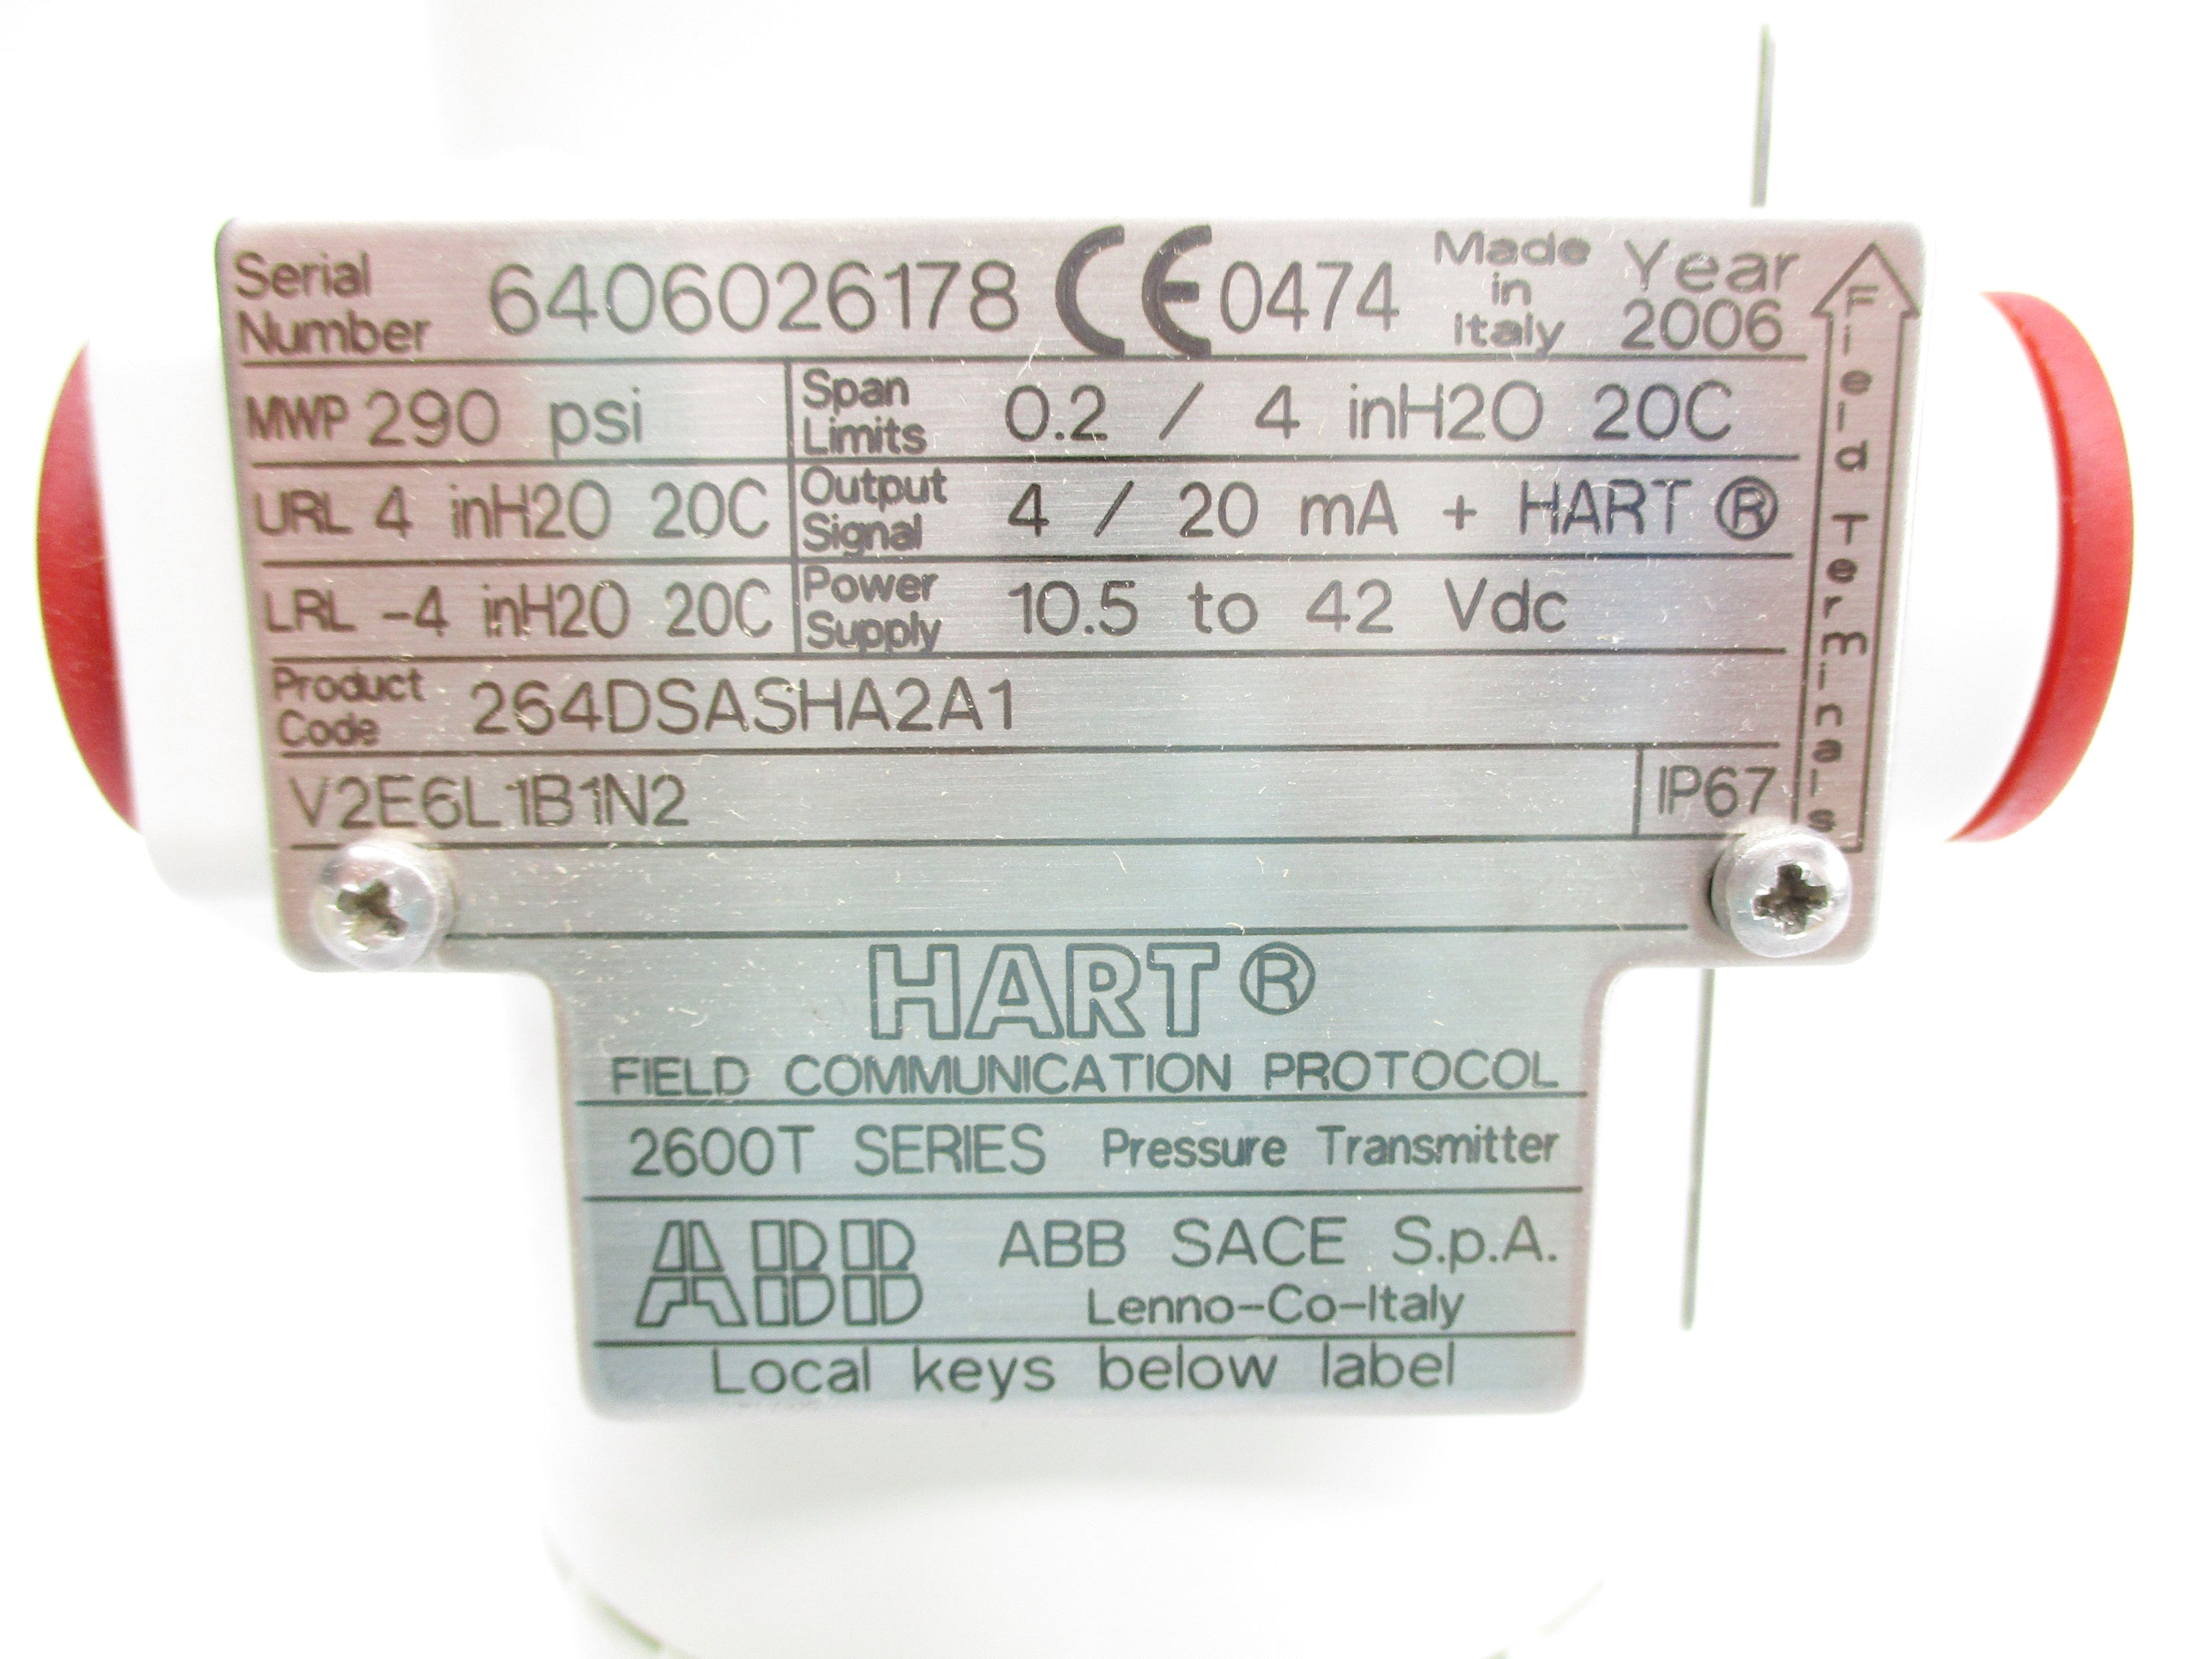 Serial Number 6406026178 CE 0474 Made in Italy Year 2006
MWP 290 psi Span Limits 0.2 / 4 inH2O 20C
URL 4 inH2O 20C Output Signal 4 / 20 mA + HART ®
LRL -4 inH2O 20C Power Supply 10.5 to 42 Vdc
Product Code 264DSASHA2A1
V2E6L1B1N2 IP67
Field Terminals
HART ®
FIELD COMMUNICATION PROTOCOL
2600T SERIES Pressure Transmitter
ABB ABB SACE S.p.A.
Lenno-Co-Italy
Local keys below label